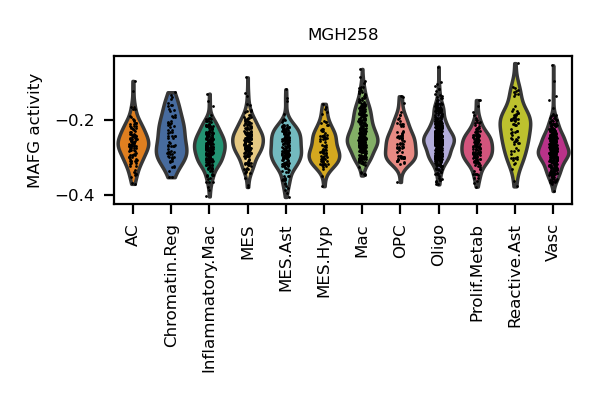 MGH258
MAFG activity
−0.2
−0.4
AC
Chromatin.Reg
Inflammatory.Mac
MES
MES.Ast
MES.Hyp
Mac
OPC
Oligo
Prolif.Metab
Reactive.Ast
Vasc